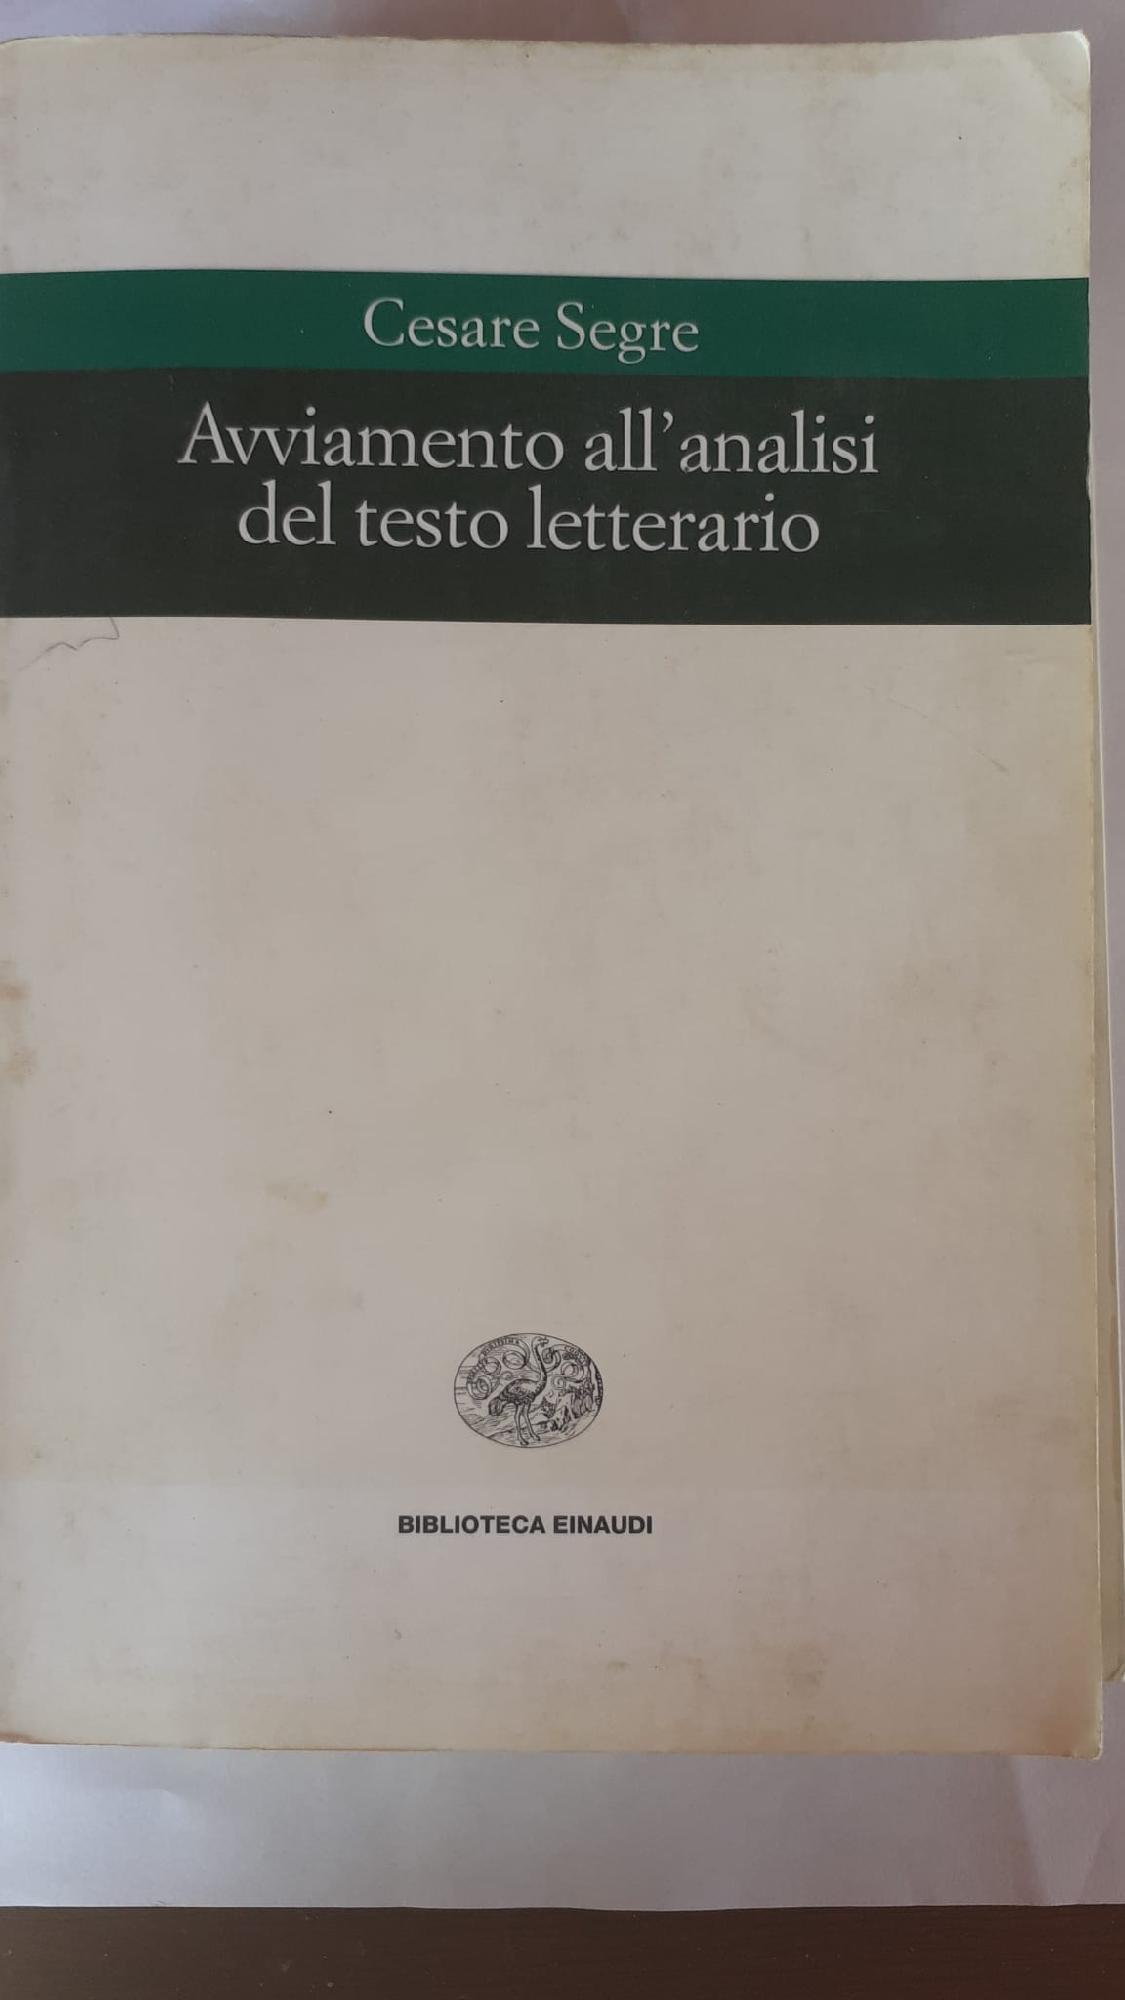 Cesare Segre
Avviamento all'analisi
del testo letterario
BIBLIOTECA EINAUDI